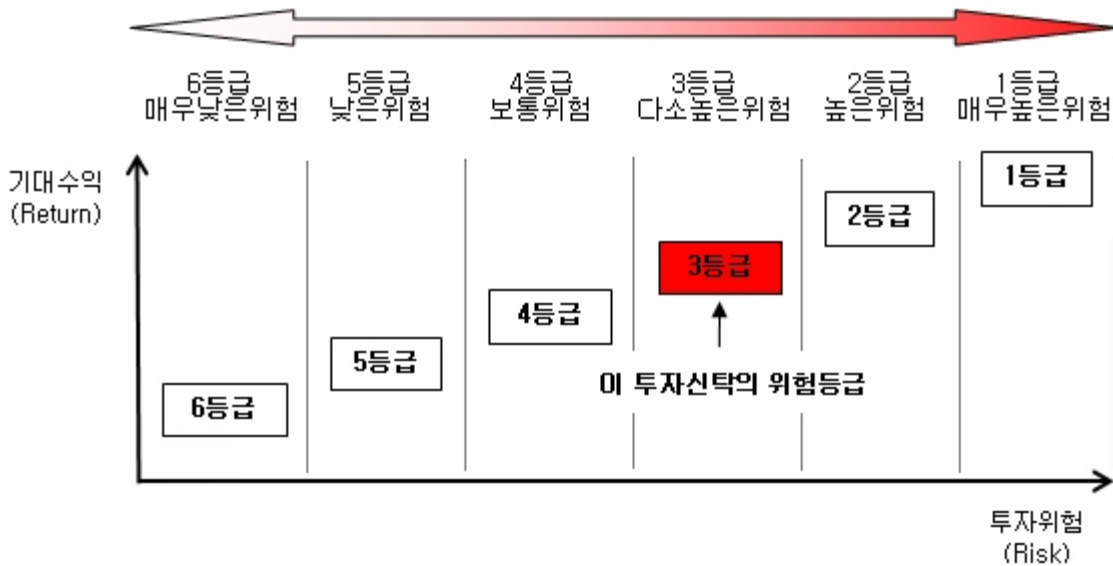 6등급
매우낮은위험
5등급
낮은위험
4등급
보통위험
3등급
다소높은위험
2등급
높은위험
1등급
매우높은위험
기대수익
(Return)
1등급
2등급
3등급
4등급
5등급
이 투자신탁의 위험등급
6등급
투자위험
(Risk)